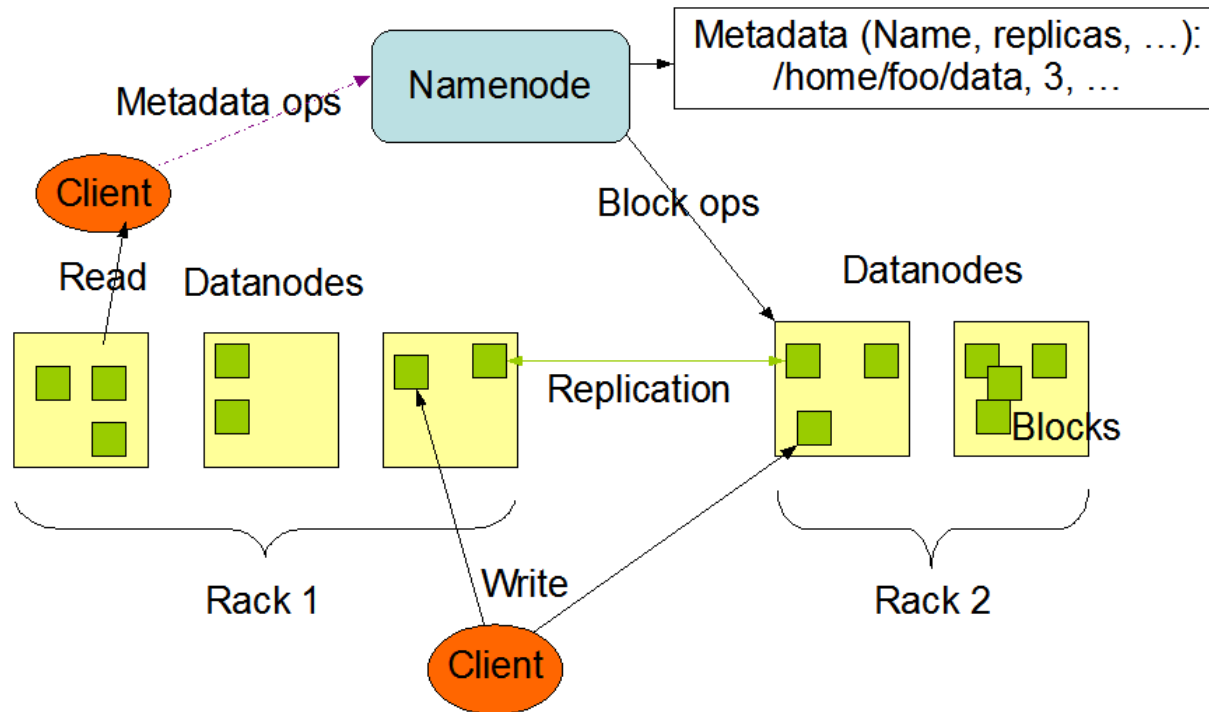 Metadata (Name, replicas, …):
/home/foo/data, 3, …
Namenode
Metadata ops
Client
Block ops
Read
Datanodes
Datanodes
Replication
Blocks
Rack 1
Write
Rack 2
Client